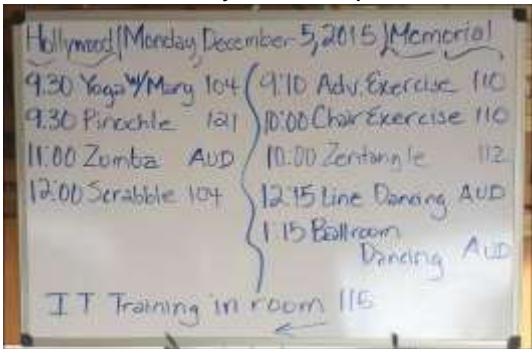 Hollywood Monday, December 5, 2015 Memorial
9:30 Yoga w/Mary 104
9:30 Pinochle 121
11:00 Zumba AUD
12:00 Scrabble 104
9:10 Adv. Exercise 110
10:00 Chair Exercise 110
10:00 Zentangle 112
12:15 Line Dancing AUD
1:15 Ballroom
Dancing AUD
IT Training in room 115